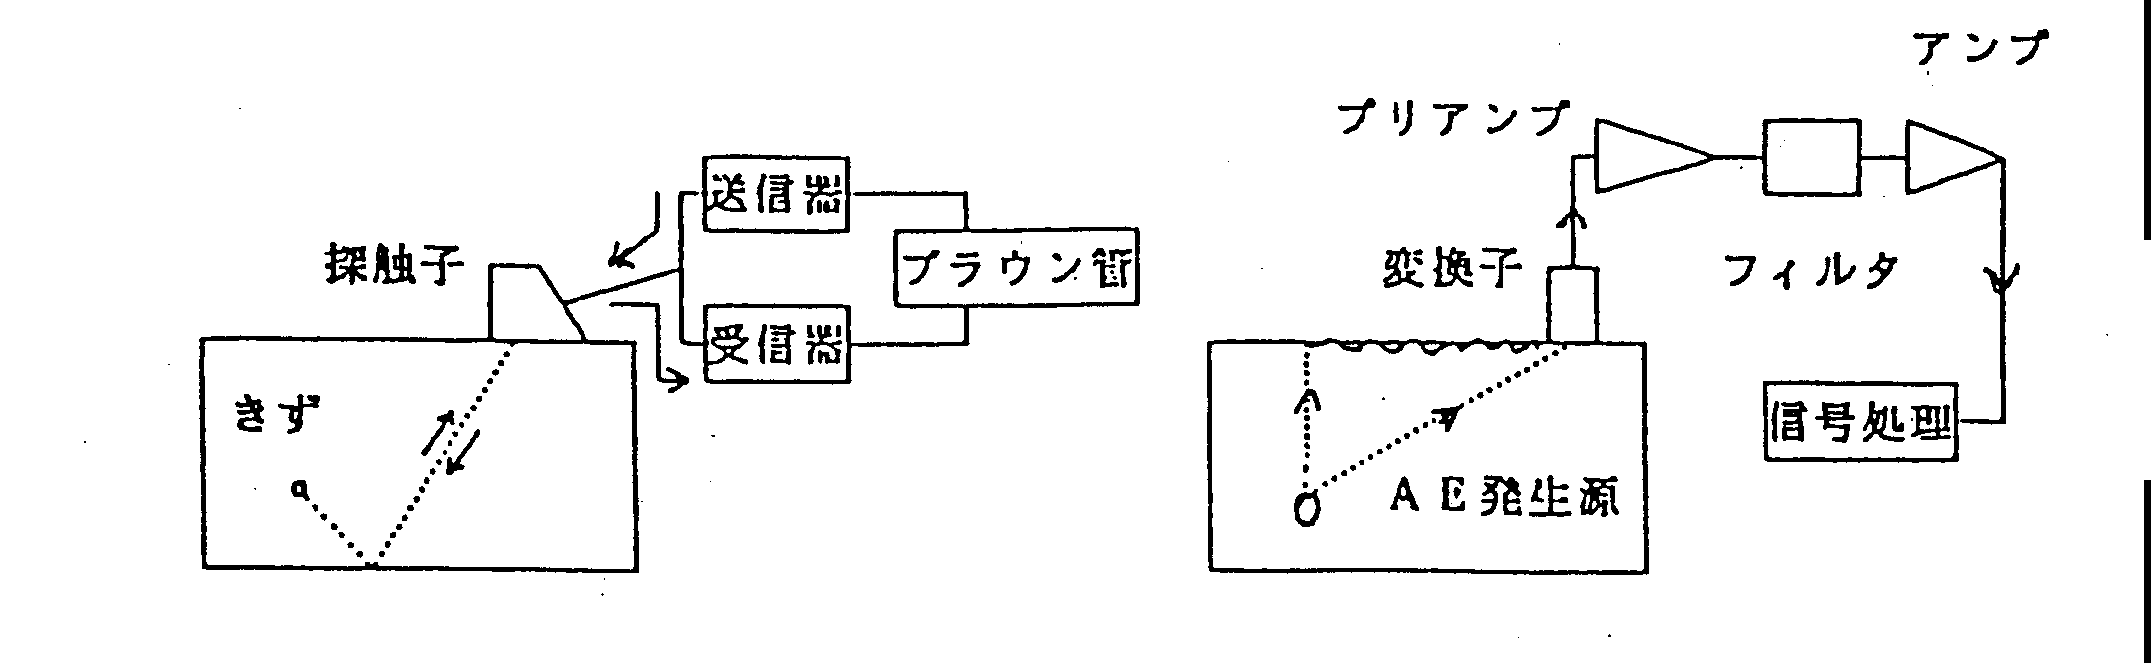 送信器
探触子
ブラウン管
受信器
きず
アンプ
プリアンプ
変換子
フィルタ
信号処理
AE発生源